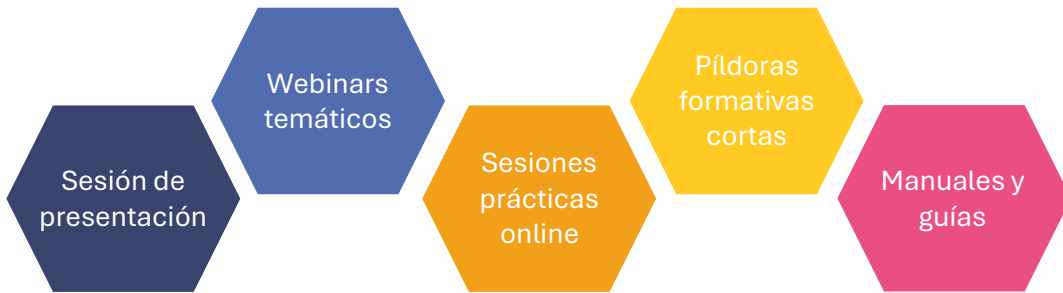 Sesión de
presentación
Webinars
temáticos
Sesiones
prácticas
online
Píldoras
formativas
cortas
Manuales y
guías